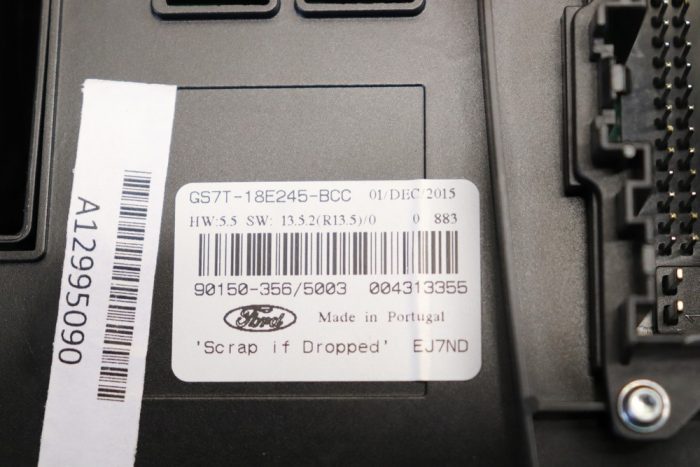 A12995090
GS7T-18E245-BCC 01/DEC/2015
HW:5.5 SW: 13.5.2(R13.5)/0 0 883
90150-356/5003 004313355
Ford Made in Portugal
'Scrap if Dropped' EJ7ND